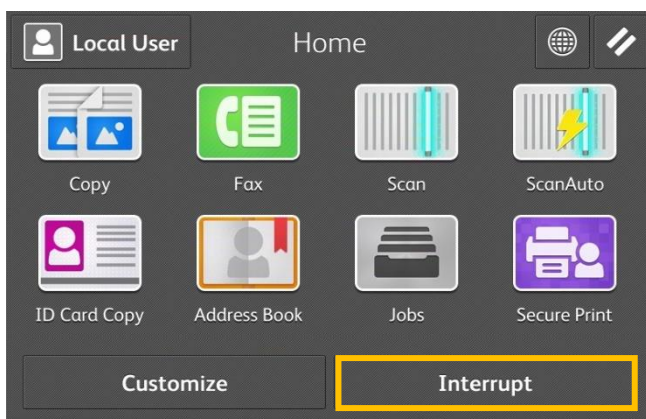 Local User Home
Copy Fax Scan ScanAuto
ID Card Copy Address Book Jobs Secure Print
Customize Interrupt